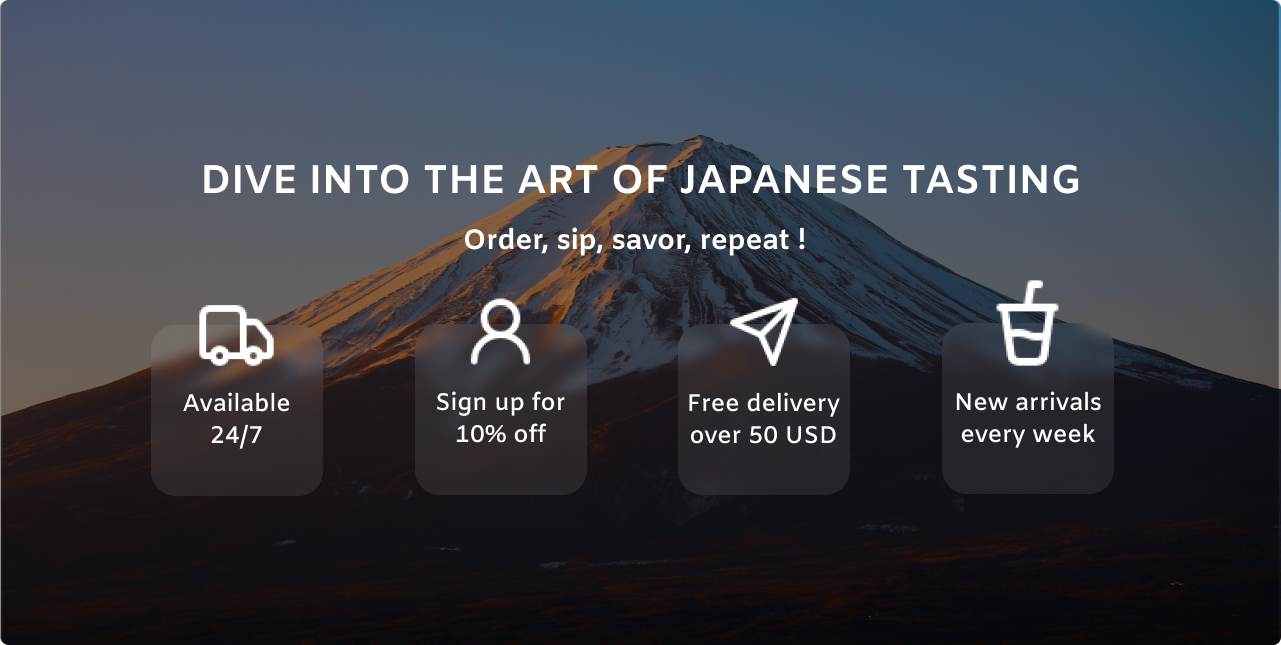 DIVE INTO THE ART OF JAPANESE TASTING
Order, sip, savor, repeat !
Available
24/7
Sign up for
10% off
Free delivery
over 50 USD
New arrivals
every week